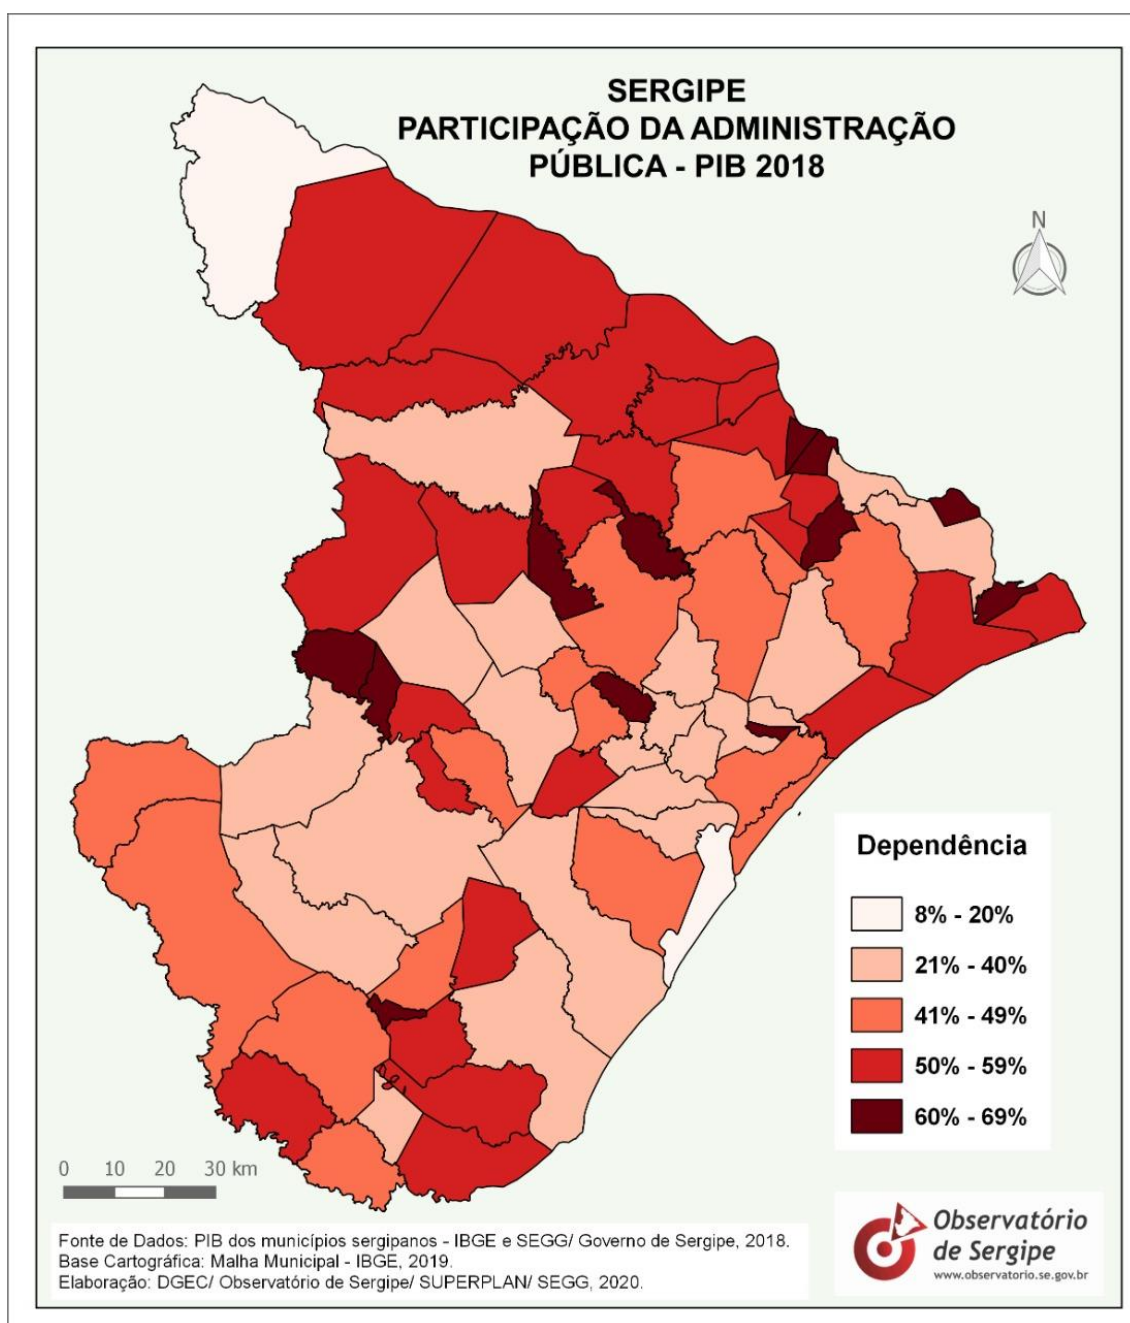 SERGIPE
PARTICIPAÇÃO DA ADMINISTRAÇÃO
PÚBLICA - PIB 2018
N
Dependência
8% - 20%
21% - 40%
41% - 49%
50% - 59%
60% - 69%
0 10 20 30 km
Fonte de Dados: PIB dos municípios sergipanos - IBGE e SEGG/ Governo de Sergipe, 2018.
Base Cartográfica: Malha Municipal - IBGE, 2019.
Elaboração: DGEC/ Observatório de Sergipe/ SUPERPLAN/ SEGG, 2020.
Observatório
de Sergipe
www.observatorio.se.gov.br